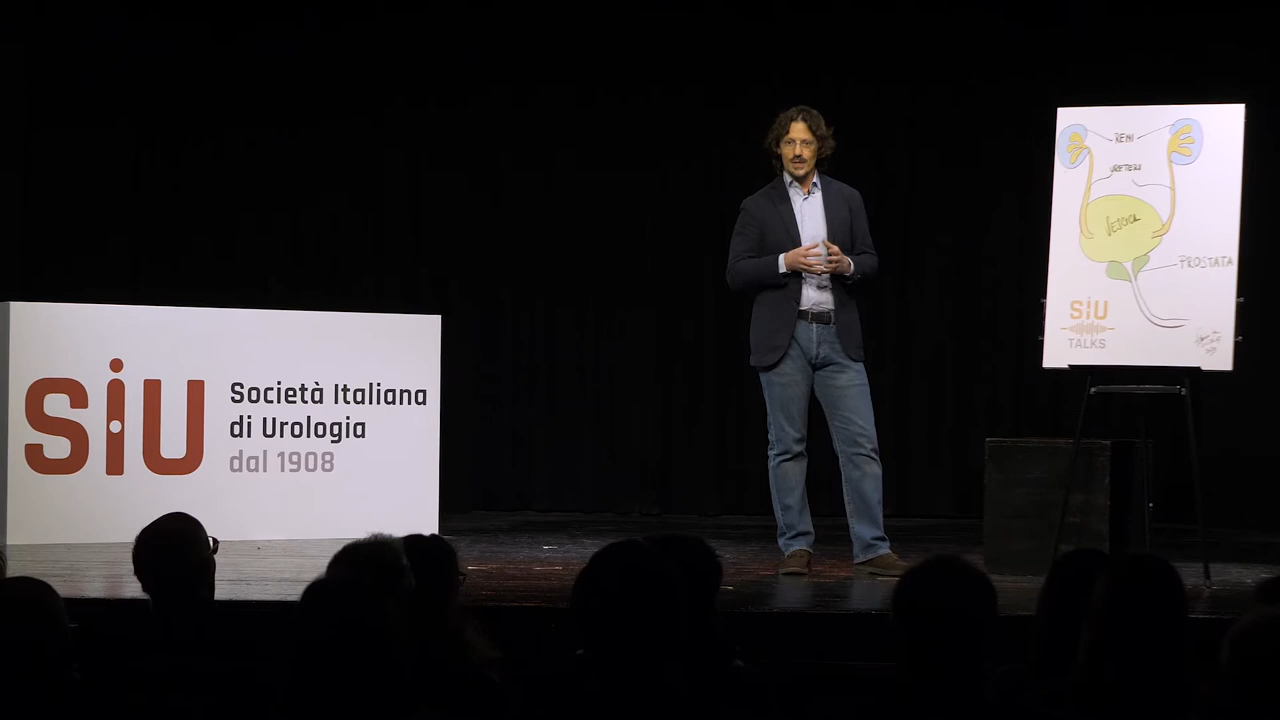 SiU
Società Italiana
di Urologia
dal 1908
RENI
URETERI
VESCICA
PROSTATA
SiU
TALKS